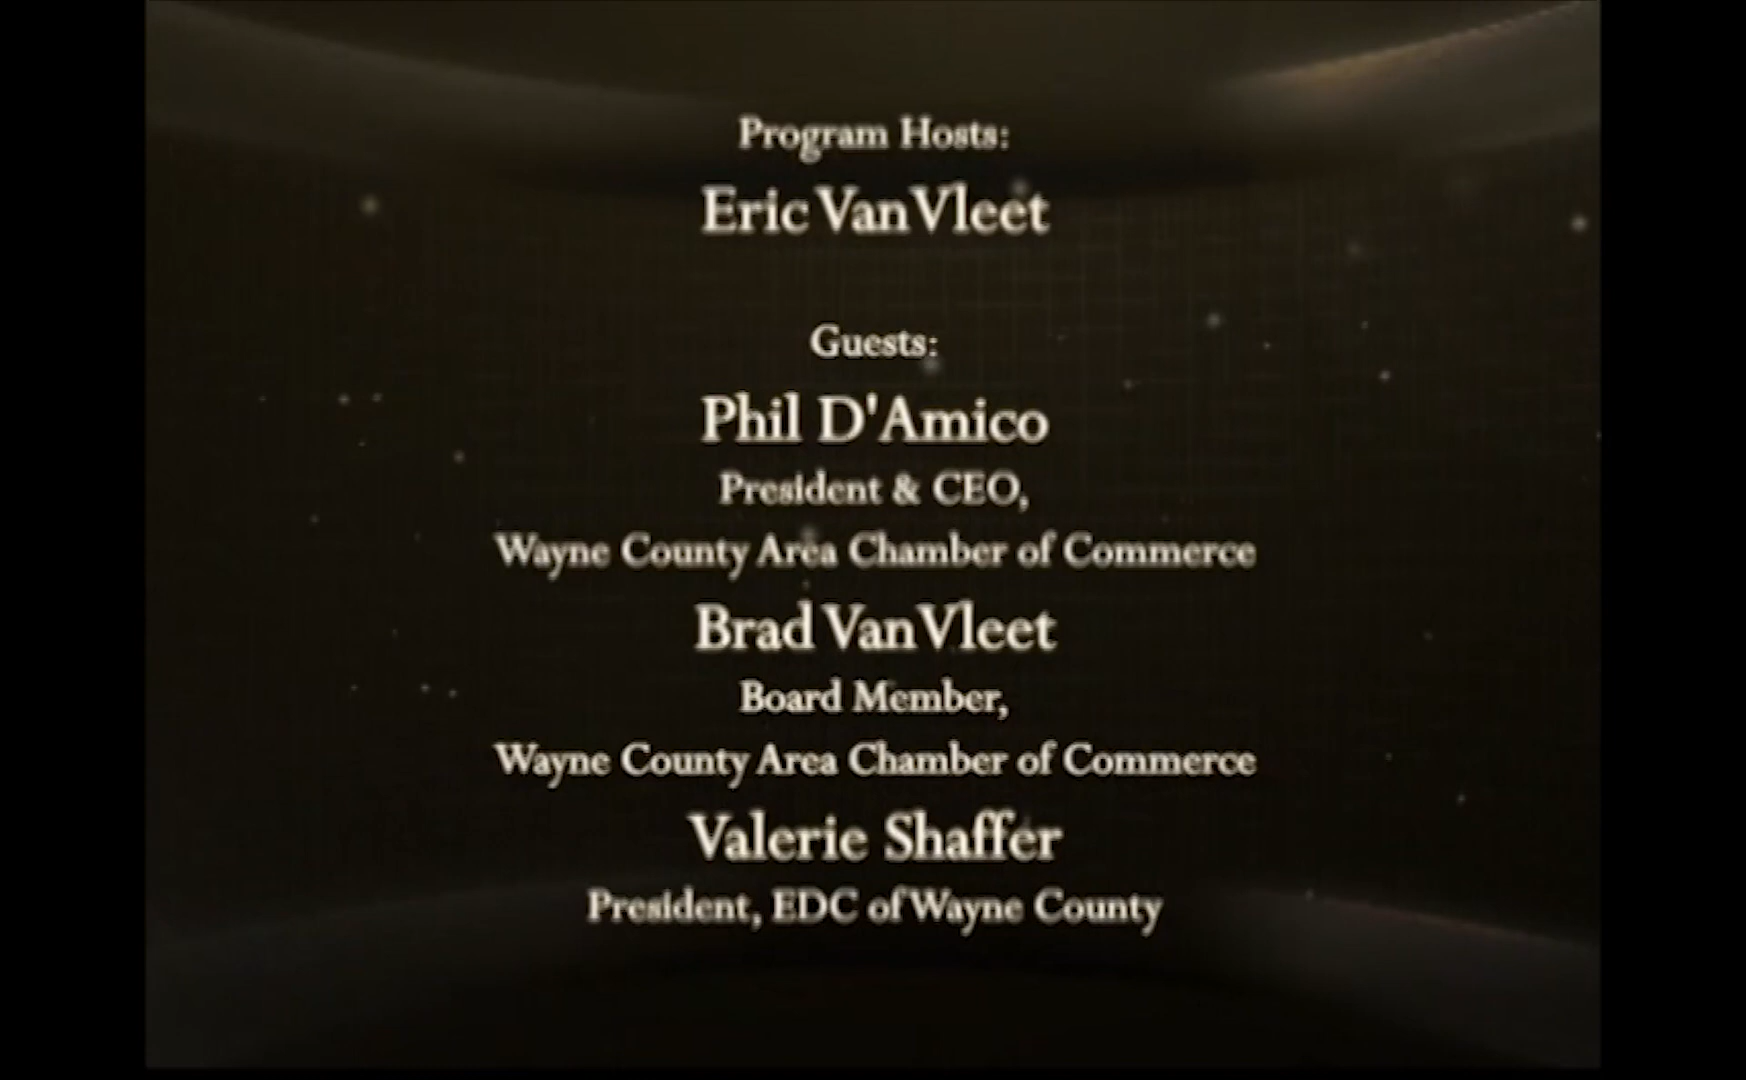 Program Hosts:
Eric VanVleet
Guests:
Phil D'Amico
President & CEO,
Wayne County Area Chamber of Commerce
Brad VanVleet
Board Member,
Wayne County Area Chamber of Commerce
Valerie Shaffer
President, EDC of Wayne County